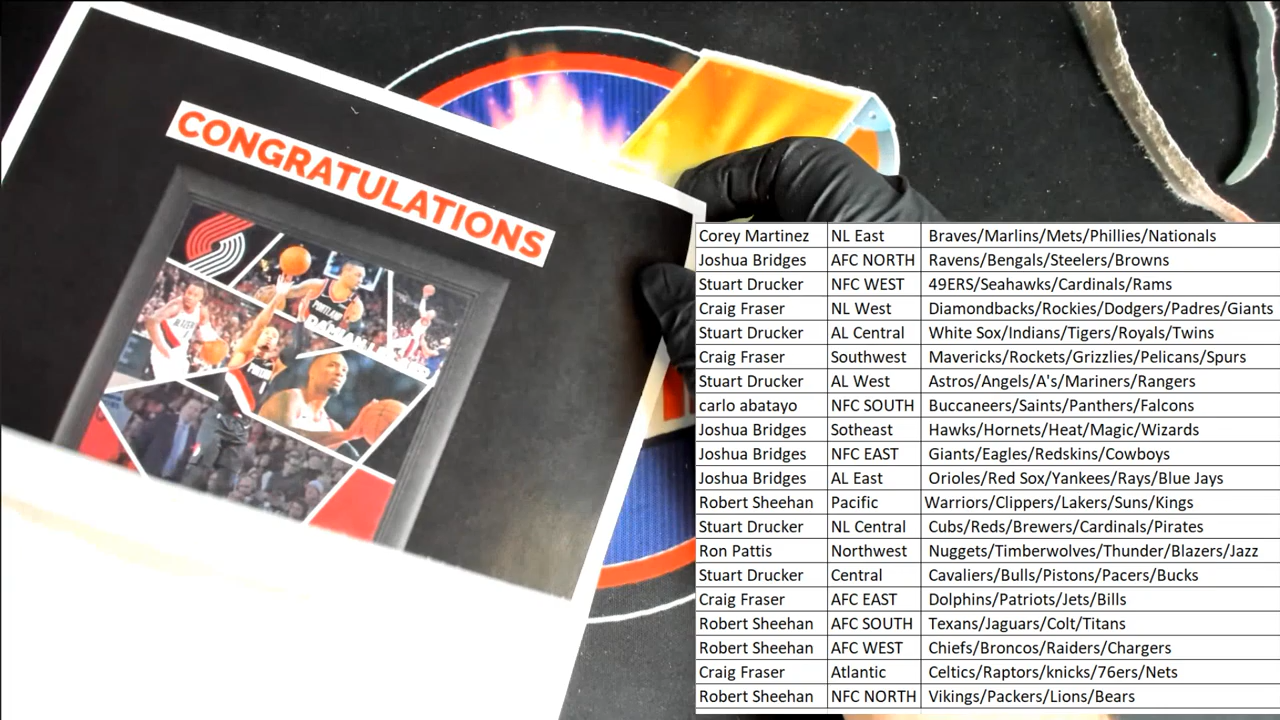 CONGRATULATIONS
Corey Martinez NL East Braves/Marlins/Mets/Phillies/Nationals
Joshua Bridges AFC NORTH Ravens/Bengals/Steelers/Browns
Stuart Drucker NFC WEST 49ERS/Seahawks/Cardinals/Rams
Craig Fraser NL West Diamondbacks/Rockies/Dodgers/Padres/Giants
Stuart Drucker AL Central White Sox/Indians/Tigers/Royals/Twins
Craig Fraser Southwest Mavericks/Rockets/Grizzlies/Pelicans/Spurs
Stuart Drucker AL West Astros/Angels/A's/Mariners/Rangers
carlo abatayo NFC SOUTH Buccaneers/Saints/Panthers/Falcons
Joshua Bridges Sotheast Hawks/Hornets/Heat/Magic/Wizards
Joshua Bridges NFC EAST Giants/Eagles/Redskins/Cowboys
Joshua Bridges AL East Orioles/Red Sox/Yankees/Rays/Blue Jays
Robert Sheehan Pacific Warriors/Clippers/Lakers/Suns/Kings
Stuart Drucker NL Central Cubs/Reds/Brewers/Cardinals/Pirates
Ron Pattis Northwest Nuggets/Timberwolves/Thunder/Blazers/Jazz
Stuart Drucker Central Cavaliers/Bulls/Pistons/Pacers/Bucks
Craig Fraser AFC EAST Dolphins/Patriots/Jets/Bills
Robert Sheehan AFC SOUTH Texans/Jaguars/Colt/Titans
Robert Sheehan AFC WEST Chiefs/Broncos/Raiders/Chargers
Craig Fraser Atlantic Celtics/Raptors/knicks/76ers/Nets
Robert Sheehan NFC NORTH Vikings/Packers/Lions/Bears